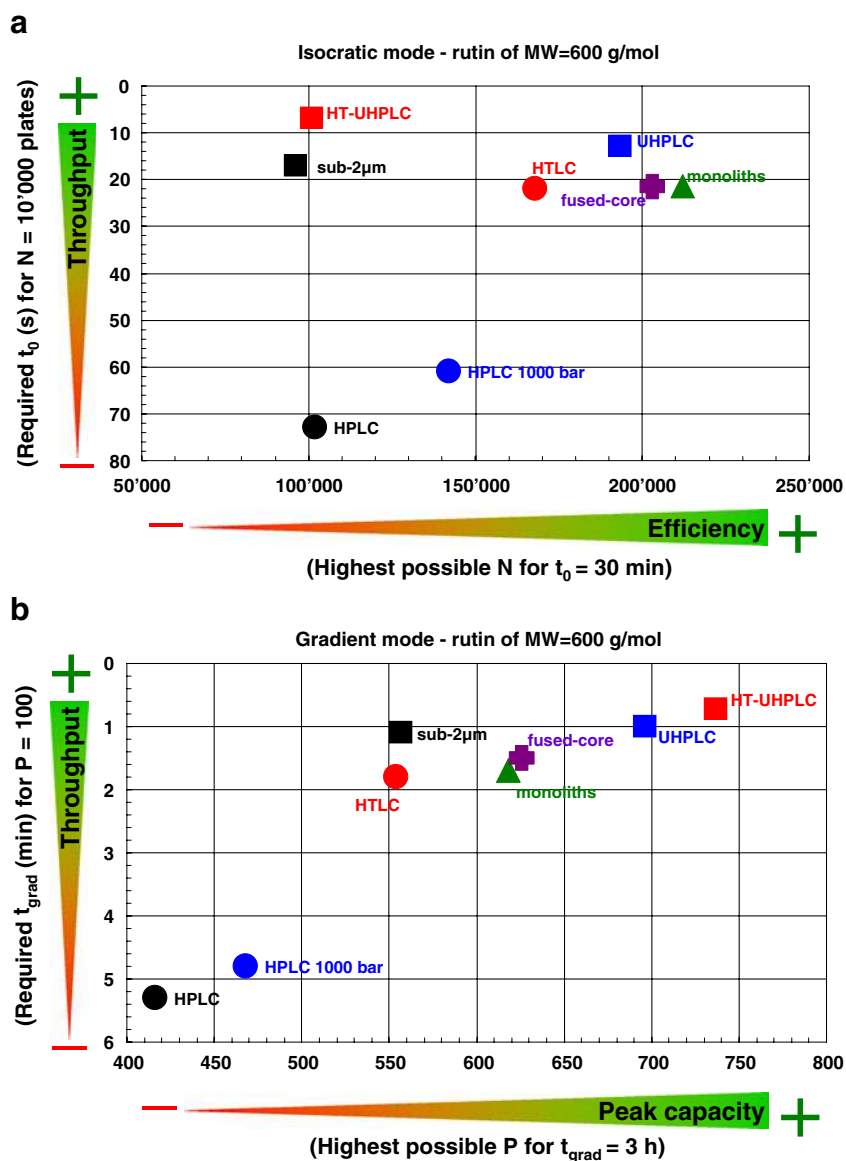 a
Isocratic mode - rutin of MW=600 g/mol
(Required t0 (s) for N = 10'000 plates)
Throughput
0
10
20
30
40
50
60
70
80
HT-UHPLC
UHPLC
sub-2µm
HTLC
monoliths
fused-core
HPLC 1000 bar
HPLC
50'000
100'000
150'000
200'000
250'000
Efficiency
(Highest possible N for t0 = 30 min)
b
Gradient mode - rutin of MW=600 g/mol
(Required tgrad (min) for P = 100)
Throughput
0
1
2
3
4
5
6
HT-UHPLC
UHPLC
sub-2µm
fused-core
HTLC
monoliths
HPLC 1000 bar
HPLC
400
450
500
550
600
650
700
750
800
Peak capacity
(Highest possible P for tgrad = 3 h)